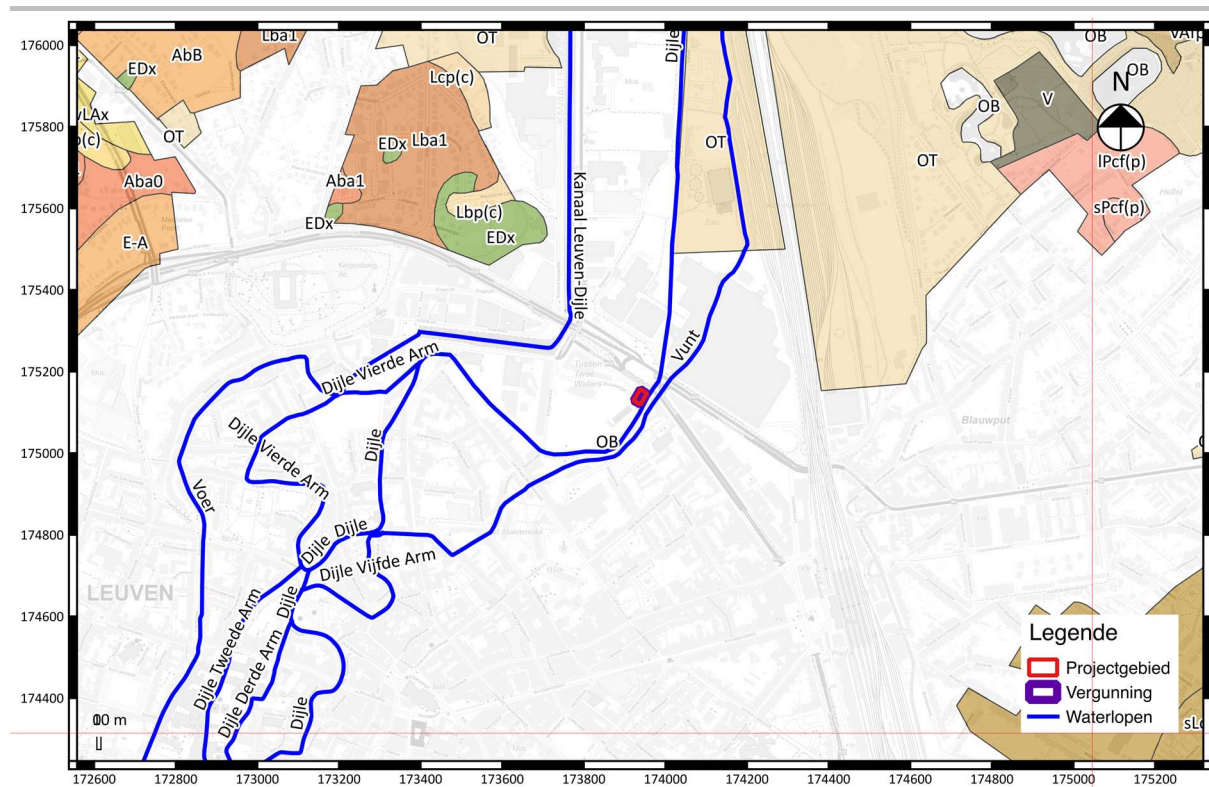 176000
175800
175600
175400
175200
175000
174800
174600
174400
172600
172800
173000
173200
173400
173600
173800
174000
174200
174400
174600
174800
175000
175200
AbB
Lba1
OT
EDx
Lcp(c)
OT
EDx
Lba1
Aba0
Aba1
EDx
Lbp(c)
EDx
E-A
Kanaal Leuven-Dijle
Dijle
OT
OT
OB
OB
OB
V
N
lPcf(p)
sPcf(p)
Vunt
Tussen
Twee
Waters
Dijle Vierde Arm
Dijle Vierde Arm
Dijle
OB
Blauwput
Voer
Dijle
Dijle
Dijle Vijfde Arm
LEUVEN
Dijle
Dijle Tweede Arm
Dijle Derde Arm
Dijle
Legende
Projectgebied
Vergunning
Waterlopen